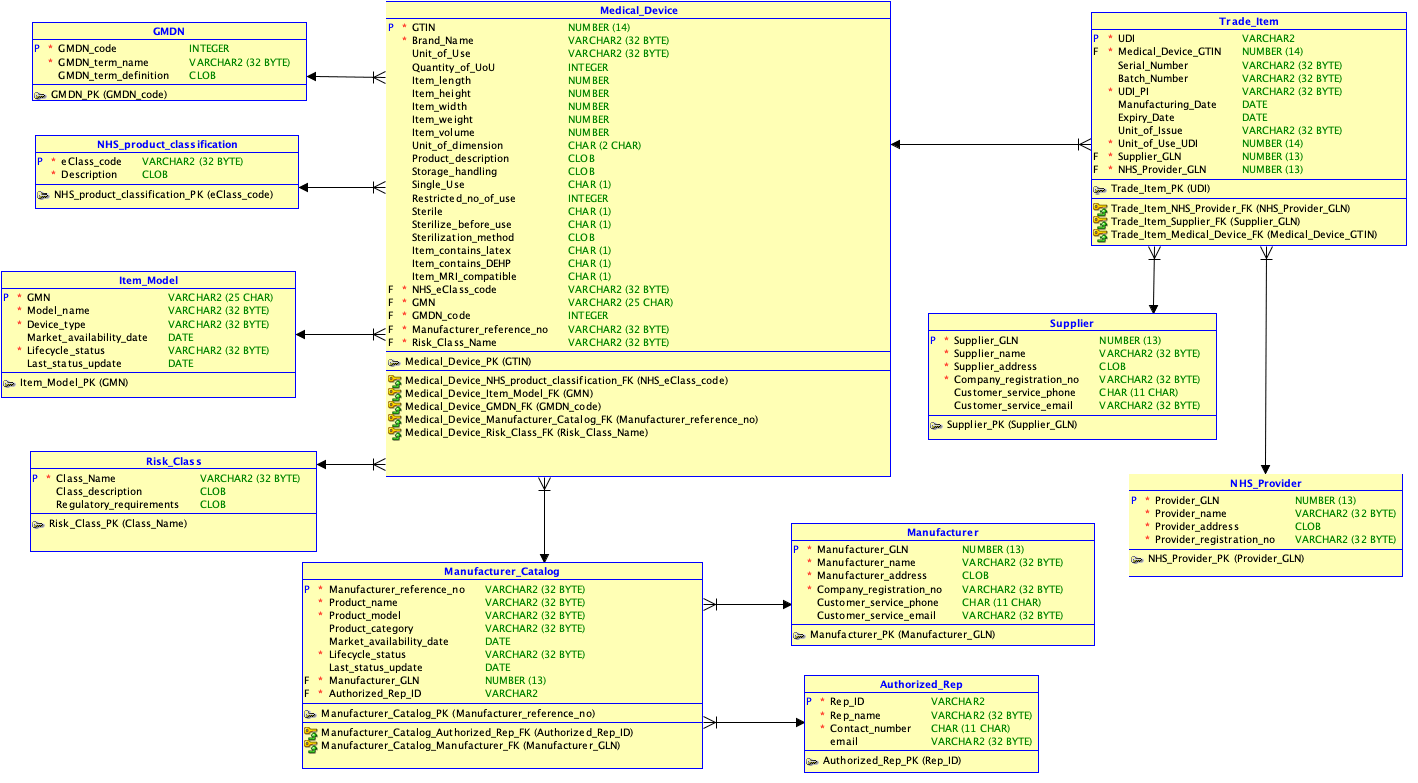 GMDN
P * GMDN_code INTEGER
* GMDN_term_name VARCHAR2 (32 BYTE)
GMDN_term_definition CLOB
GMDN_PK (GMDN_code)
NHS_product_classification
P * eClass_code VARCHAR2 (32 BYTE)
* Description CLOB
NHS_product_classification_PK (eClass_code)
Item_Model
P * GMN VARCHAR2 (25 CHAR)
* Model_name VARCHAR2 (32 BYTE)
* Device_type VARCHAR2 (32 BYTE)
Market_availability_date DATE
* Lifecycle_status VARCHAR2 (32 BYTE)
Last_status_update DATE
Item_Model_PK (GMN)
Risk_Class
P * Class_Name VARCHAR2 (32 BYTE)
Class_description CLOB
Regulatory_requirements CLOB
Risk_Class_PK (Class_Name)
Medical_Device
P * GTIN NUMBER (14)
* Brand_Name VARCHAR2 (32 BYTE)
Unit_of_Use VARCHAR2 (32 BYTE)
Quantity_of_UoU INTEGER
Item_length NUMBER
Item_height NUMBER
Item_width NUMBER
Item_weight NUMBER
Item_volume NUMBER
Unit_of_dimension CHAR (2 CHAR)
Product_description CLOB
Storage_handling CLOB
Single_Use CHAR (1)
Restricted_no_of_use INTEGER
Sterile CHAR (1)
Sterilize_before_use CHAR (1)
Sterilization_method CLOB
Item_contains_latex CHAR (1)
Item_contains_DEHP CHAR (1)
Item_MRI_compatible CHAR (1)
F * NHS_eClass_code VARCHAR2 (32 BYTE)
F * GMN VARCHAR2 (25 CHAR)
F * GMDN_code INTEGER
F * Manufacturer_reference_no VARCHAR2 (32 BYTE)
F * Risk_Class_Name VARCHAR2 (32 BYTE)
Medical_Device_PK (GTIN)
Medical_Device_NHS_product_classification_FK (NHS_eClass_code)
Medical_Device_Item_Model_FK (GMN)
Medical_Device_GMDN_FK (GMDN_code)
Medical_Device_Manufacturer_Catalog_FK (Manufacturer_reference_no)
Medical_Device_Risk_Class_FK (Risk_Class_Name)
Trade_Item
P * UDI VARCHAR2
F * Medical_Device_GTIN NUMBER (14)
Serial_Number VARCHAR2 (32 BYTE)
Batch_Number VARCHAR2 (32 BYTE)
* UDI_PI VARCHAR2 (32 BYTE)
Manufacturing_Date DATE
Expiry_Date DATE
Unit_of_Issue VARCHAR2 (32 BYTE)
* Unit_of_Use_UDI NUMBER (14)
F * Supplier_GLN NUMBER (13)
F * NHS_Provider_GLN NUMBER (13)
Trade_Item_PK (UDI)
Trade_Item_NHS_Provider_FK (NHS_Provider_GLN)
Trade_Item_Supplier_FK (Supplier_GLN)
Trade_Item_Medical_Device_FK (Medical_Device_GTIN)
Supplier
P * Supplier_GLN NUMBER (13)
* Supplier_name VARCHAR2 (32 BYTE)
* Supplier_address CLOB
* Company_registration_no VARCHAR2 (32 BYTE)
Customer_service_phone CHAR (11 CHAR)
Customer_service_email VARCHAR2 (32 BYTE)
Supplier_PK (Supplier_GLN)
NHS_Provider
P * Provider_GLN NUMBER (13)
* Provider_name VARCHAR2 (32 BYTE)
* Provider_address CLOB
* Provider_registration_no VARCHAR2 (32 BYTE)
NHS_Provider_PK (Provider_GLN)
Manufacturer_Catalog
P * Manufacturer_reference_no VARCHAR2 (32 BYTE)
* Product_name VARCHAR2 (32 BYTE)
* Product_model VARCHAR2 (32 BYTE)
Product_category VARCHAR2 (32 BYTE)
Market_availability_date DATE
* Lifecycle_status VARCHAR2 (32 BYTE)
Last_status_update DATE
F * Manufacturer_GLN NUMBER (13)
F * Authorized_Rep_ID VARCHAR2
Manufacturer_Catalog_PK (Manufacturer_reference_no)
Manufacturer_Catalog_Authorized_Rep_FK (Authorized_Rep_ID)
Manufacturer_Catalog_Manufacturer_FK (Manufacturer_GLN)
Manufacturer
P * Manufacturer_GLN NUMBER (13)
* Manufacturer_name VARCHAR2 (32 BYTE)
* Manufacturer_address CLOB
* Company_registration_no VARCHAR2 (32 BYTE)
Customer_service_phone CHAR (11 CHAR)
Customer_service_email VARCHAR2 (32 BYTE)
Manufacturer_PK (Manufacturer_GLN)
Authorized_Rep
P * Rep_ID VARCHAR2
* Rep_name VARCHAR2 (32 BYTE)
* Contact_number CHAR (11 CHAR)
email VARCHAR2 (32 BYTE)
Authorized_Rep_PK (Rep_ID)